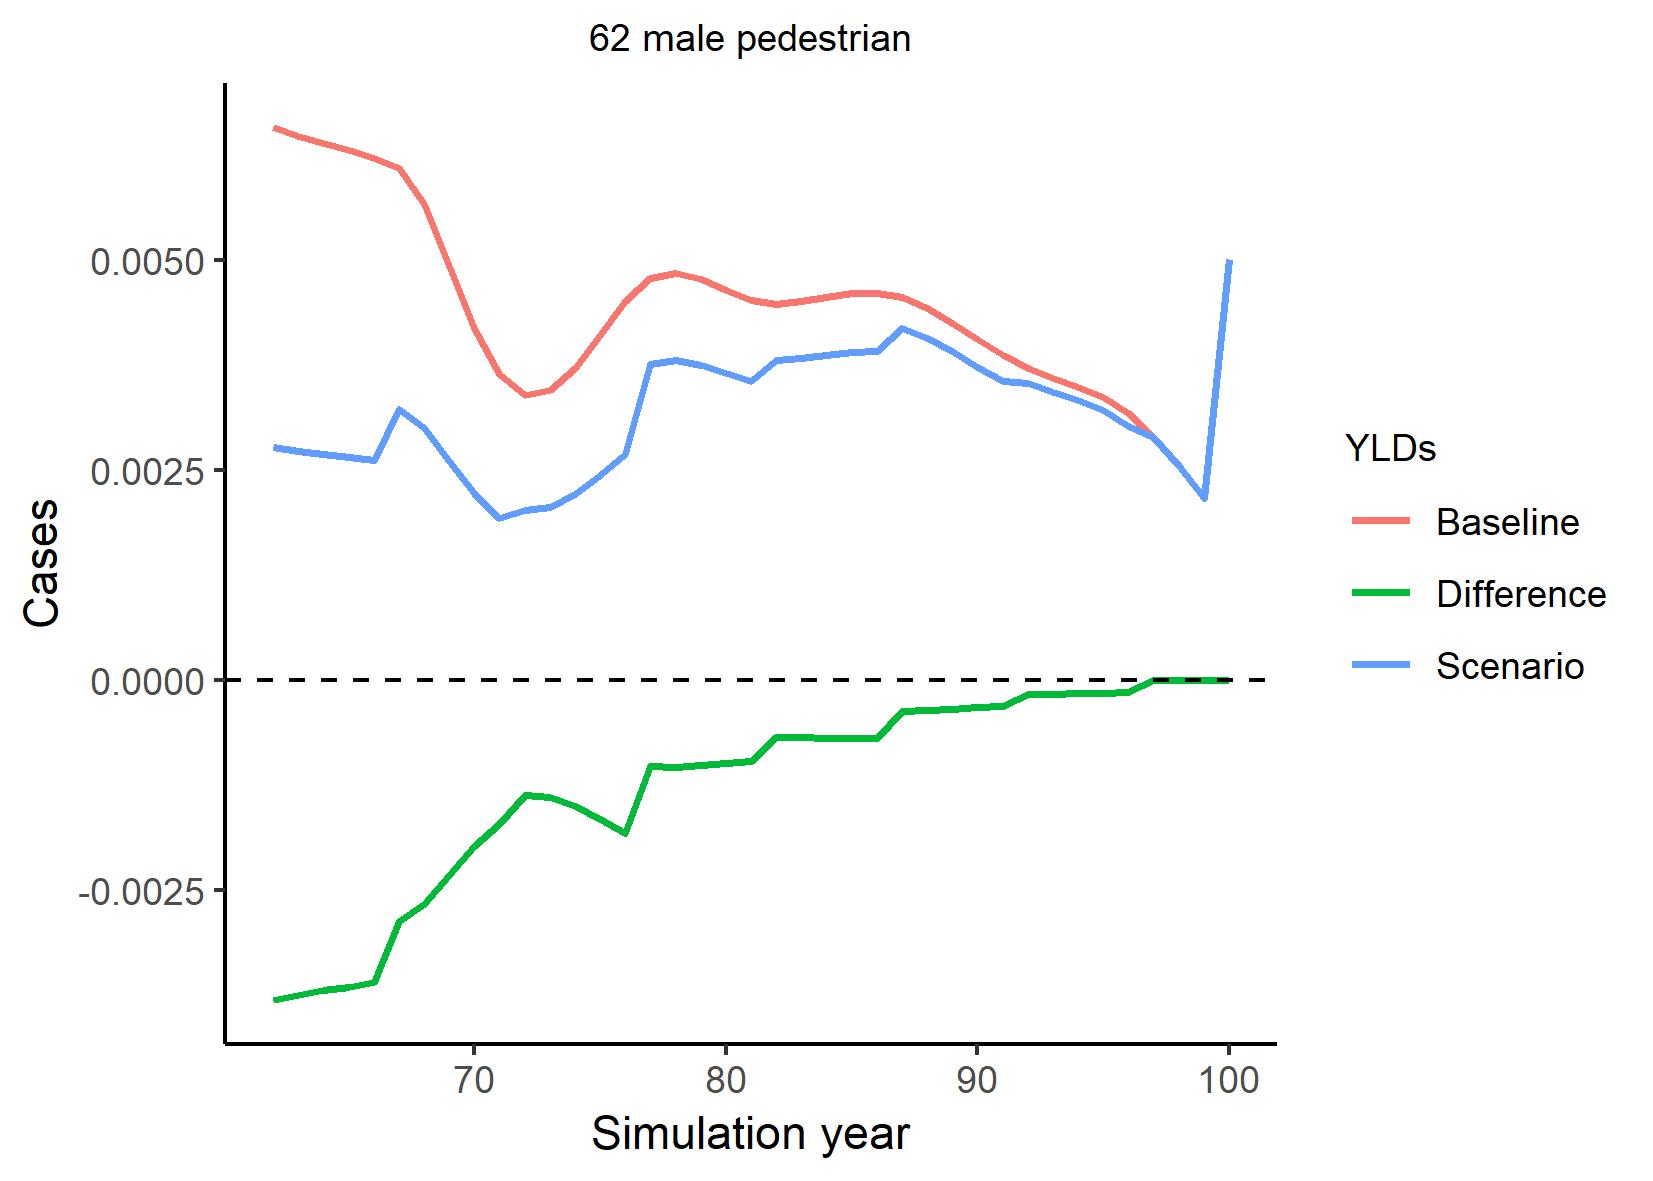 62 male pedestrian
0.0050
0.0025
0.0000
-0.0025
Cases
70 80 90 100
Simulation year
YLDs
Baseline
Difference
Scenario